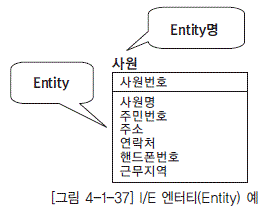 Entity명
Entity
사원
사원번호
사원명
주민번호
주소
연락처
핸드폰번호
근무지역
[그림 4-1-37] I/E 엔터티(Entity) 예